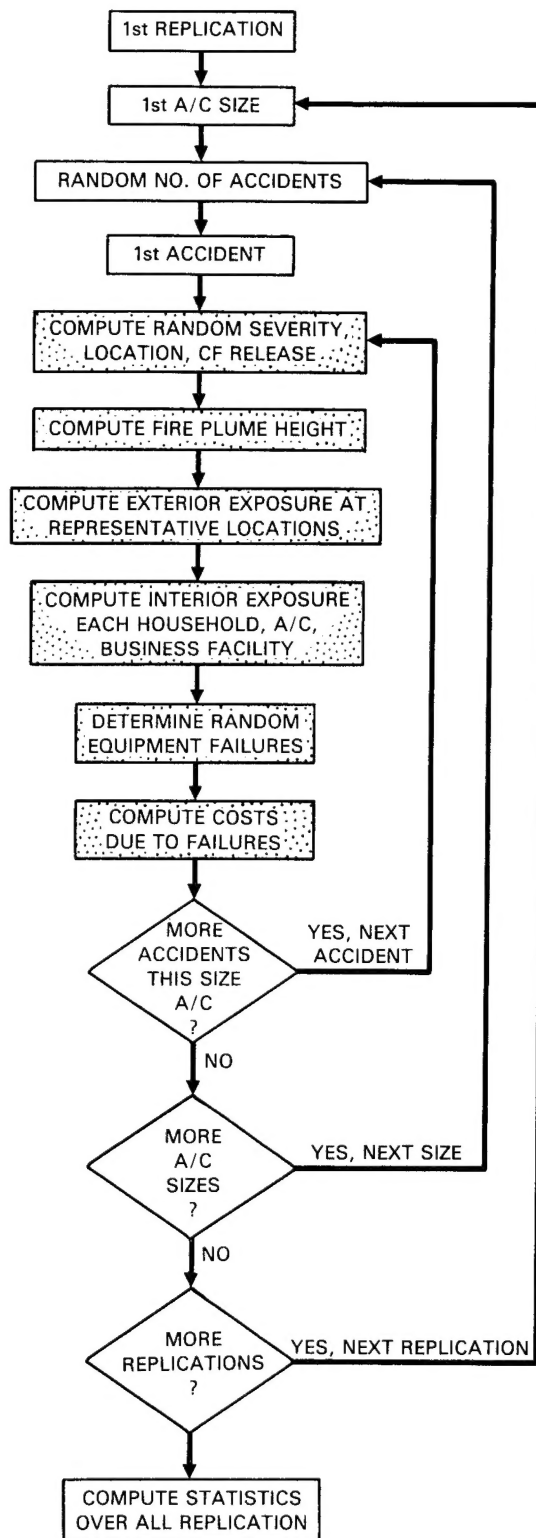 1st REPLICATION
1st A/C SIZE
RANDOM NO. OF ACCIDENTS
1st ACCIDENT
COMPUTE RANDOM SEVERITY,
LOCATION, CF RELEASE
COMPUTE FIRE PLUME HEIGHT
COMPUTE EXTERIOR EXPOSURE AT
REPRESENTATIVE LOCATIONS
COMPUTE INTERIOR EXPOSURE
EACH HOUSEHOLD, A/C,
BUSINESS FACILITY
DETERMINE RANDOM
EQUIPMENT FAILURES
COMPUTE COSTS
DUE TO FAILURES
MORE
ACCIDENTS
THIS SIZE
A/C
?
YES, NEXT
ACCIDENT
NO
MORE
A/C
SIZES
?
YES, NEXT SIZE
NO
MORE
REPLICATIONS
?
YES, NEXT REPLICATION
COMPUTE STATISTICS
OVER ALL REPLICATION